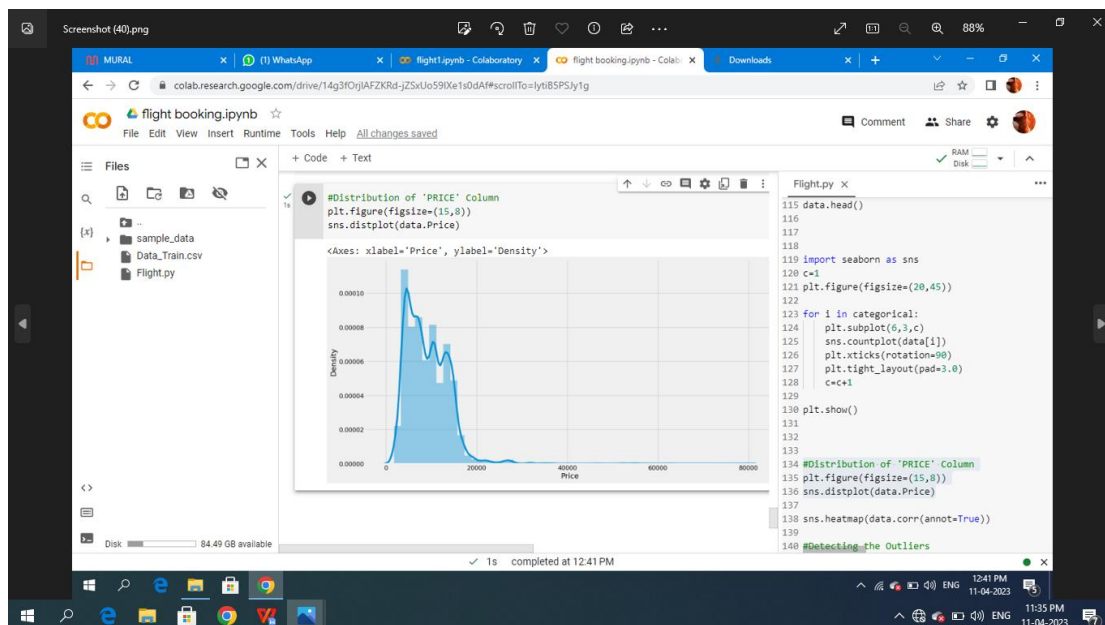 Screenshot (40).png
88%
MURAL
(1) WhatsApp
flight1.ipynb - Colaboratory
flight booking.ipynb - Colab
Downloads
colab.research.google.com/drive/14g3fOrjIAFZKRd-jZSxUo59IXe1s0dAf#scrollTo=IytiB5PSJy1g
flight booking.ipynb
File Edit View Insert Runtime Tools Help All changes saved
Comment Share
Files
+ Code + Text
RAM
Disk
..
sample_data
Data_Train.csv
Flight.py
{x}
1s
#Distribution of 'PRICE' Column
plt.figure(figsize=(15,8))
sns.distplot(data.Price)
<Axes: xlabel='Price', ylabel='Density'>
0.00010
0.00008
0.00006
0.00004
0.00002
0.00000
Density
0 20000 40000 60000 80000
Price
Flight.py
115 data.head()
116
117
118
119 import seaborn as sns
120 c=1
121 plt.figure(figsize=(20,45))
122
123 for i in categorical:
124 plt.subplot(6,3,c)
125 sns.countplot(data[i])
126 plt.xticks(rotation=90)
127 plt.tight_layout(pad=3.0)
128 c=c+1
129
130 plt.show()
131
132
133
134 #Distribution of 'PRICE' Column
135 plt.figure(figsize=(15,8))
136 sns.distplot(data.Price)
137
138 sns.heatmap(data.corr(annot=True))
139
140 #Detecting the Outliers
Disk 84.49 GB available
1s completed at 12:41 PM
ENG
12:41 PM
11-04-2023
5
ENG
11:35 PM
11-04-2023
7